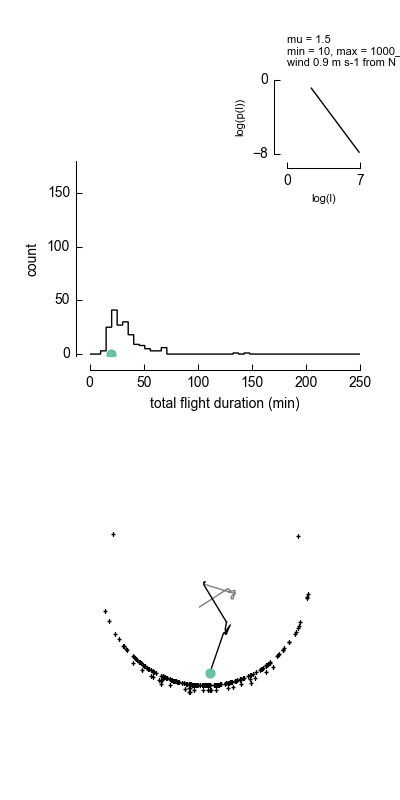 mu = 1.5
min = 10, max = 1000_
wind 0.9 m s-1 from N
0
−8
log(p(l))
0 7
log(l)
150
100
50
0
count
0 50 100 150 200 250
total flight duration (min)